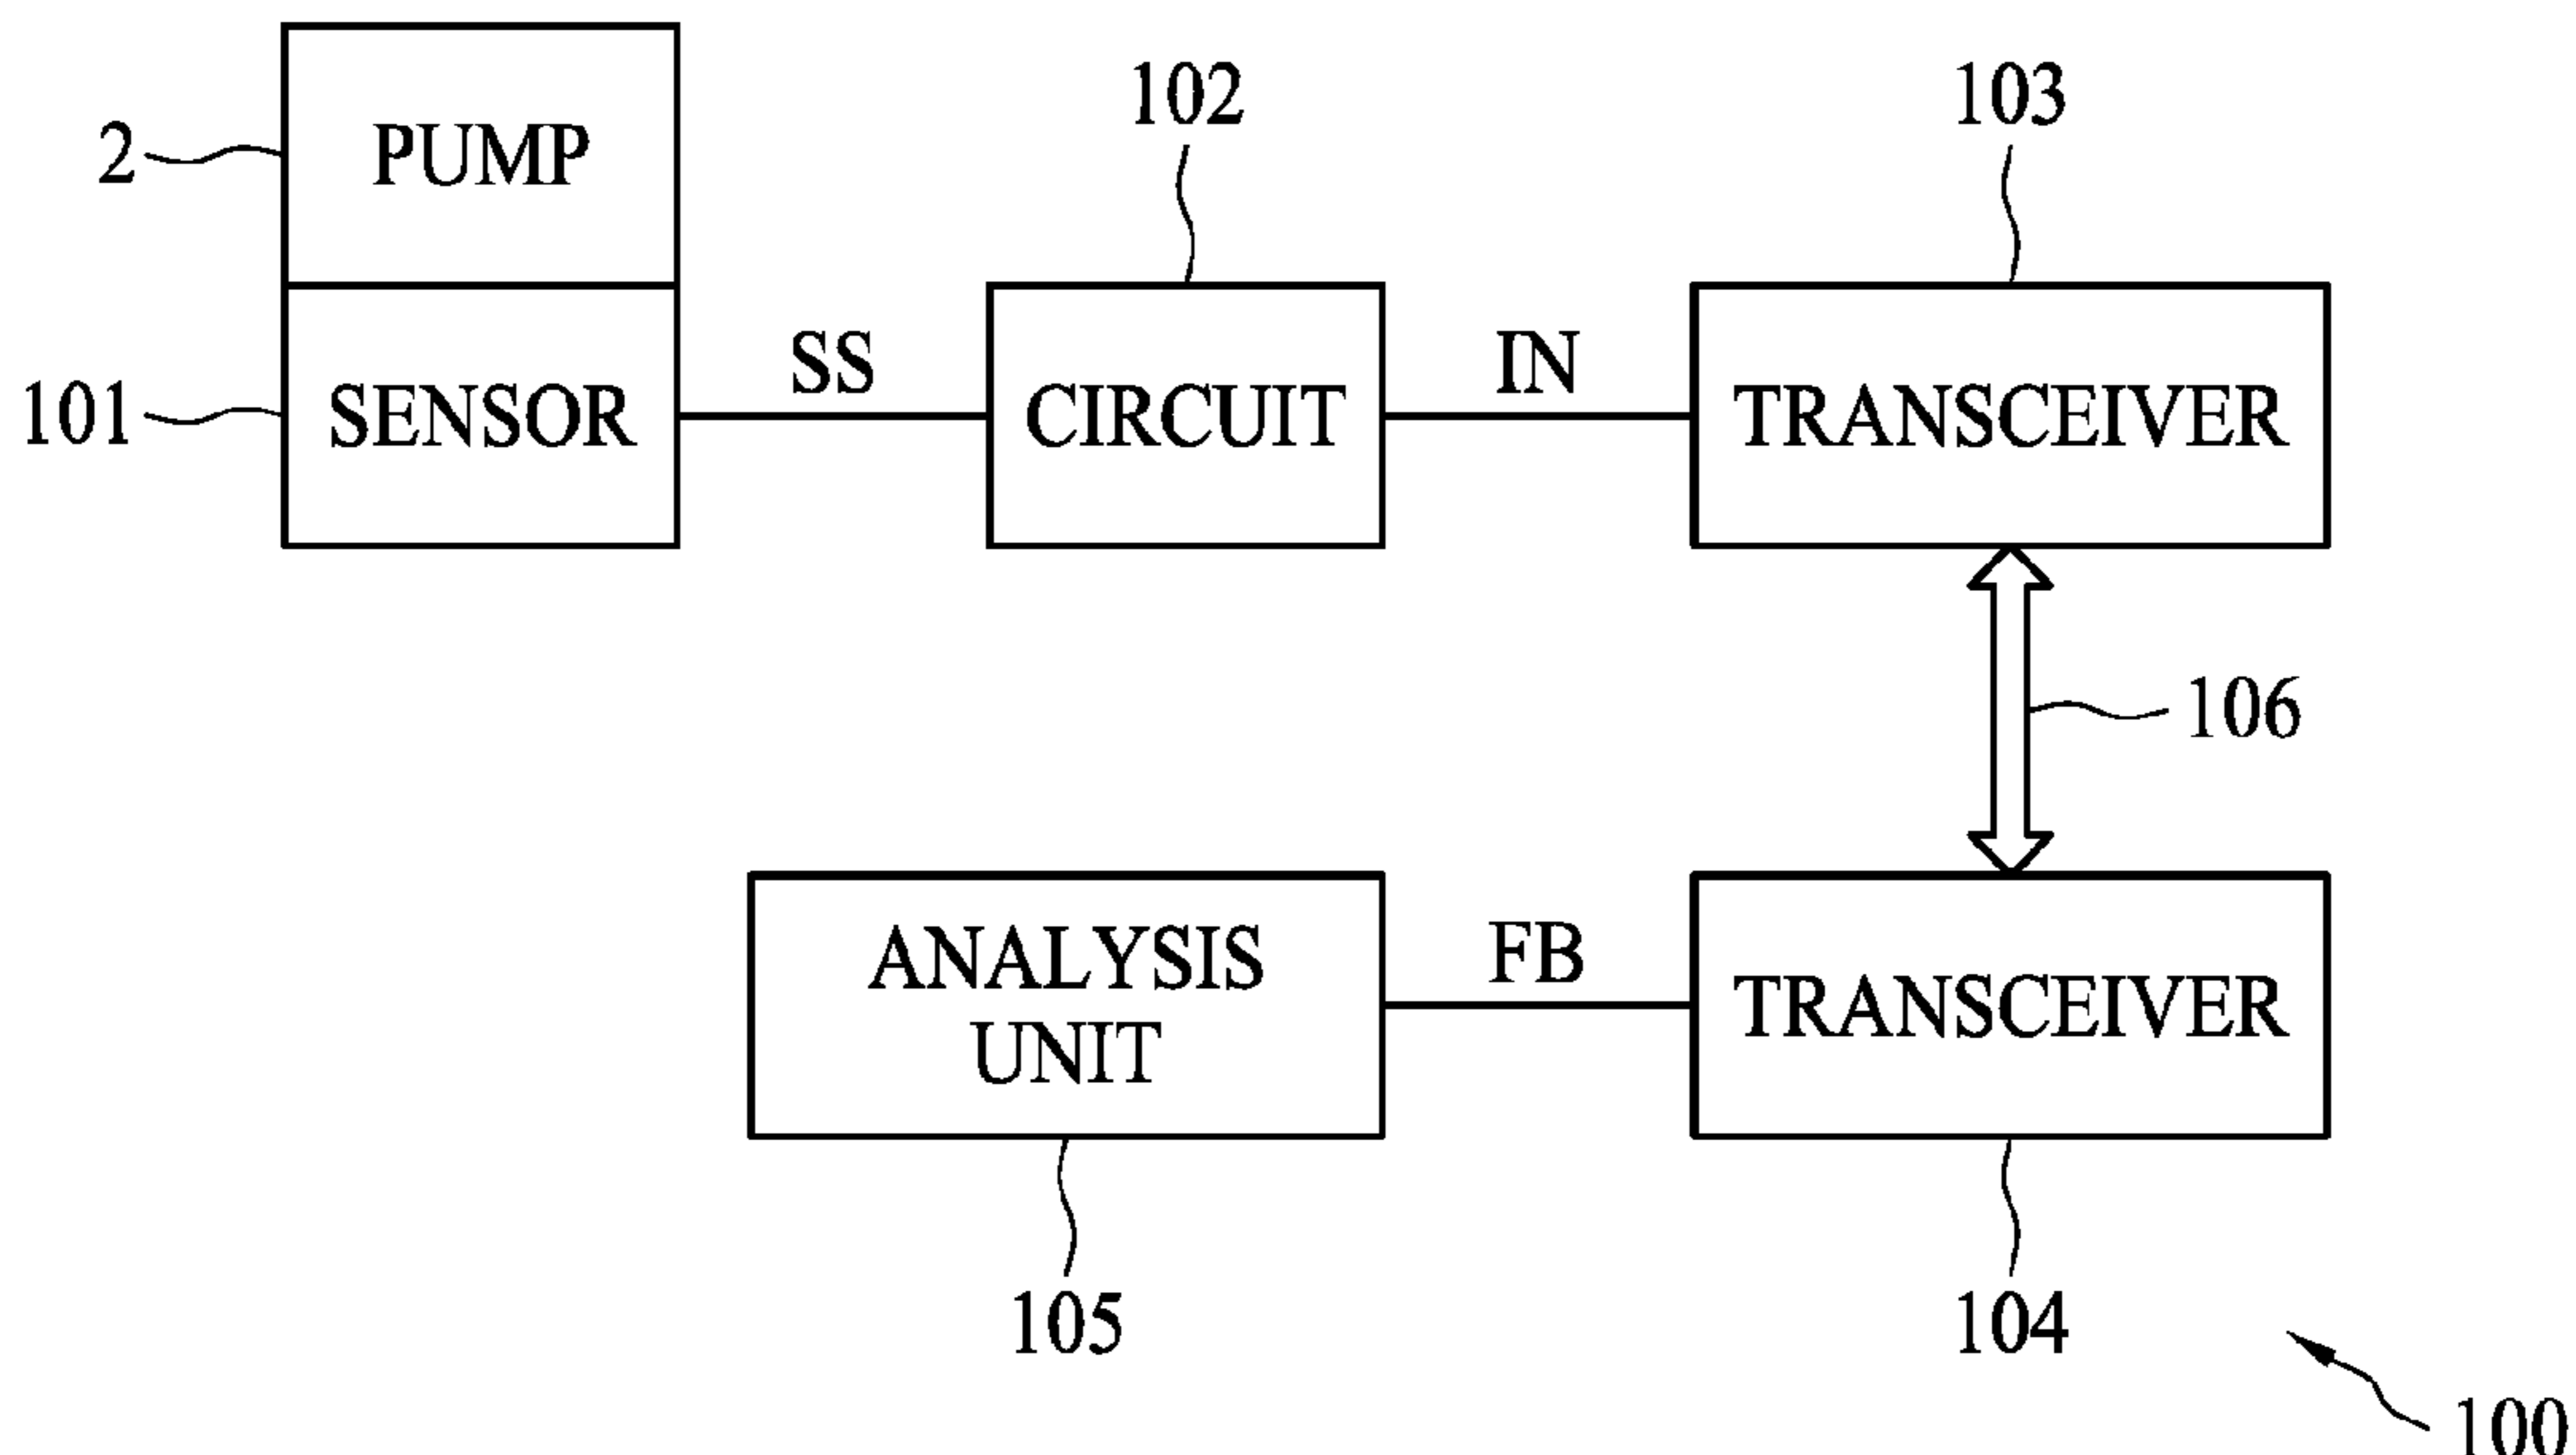 102
103
2
PUMP
SS
IN
101
SENSOR
CIRCUIT
TRANSCEIVER
106
ANALYSIS
UNIT
FB
TRANSCEIVER
105
104
100